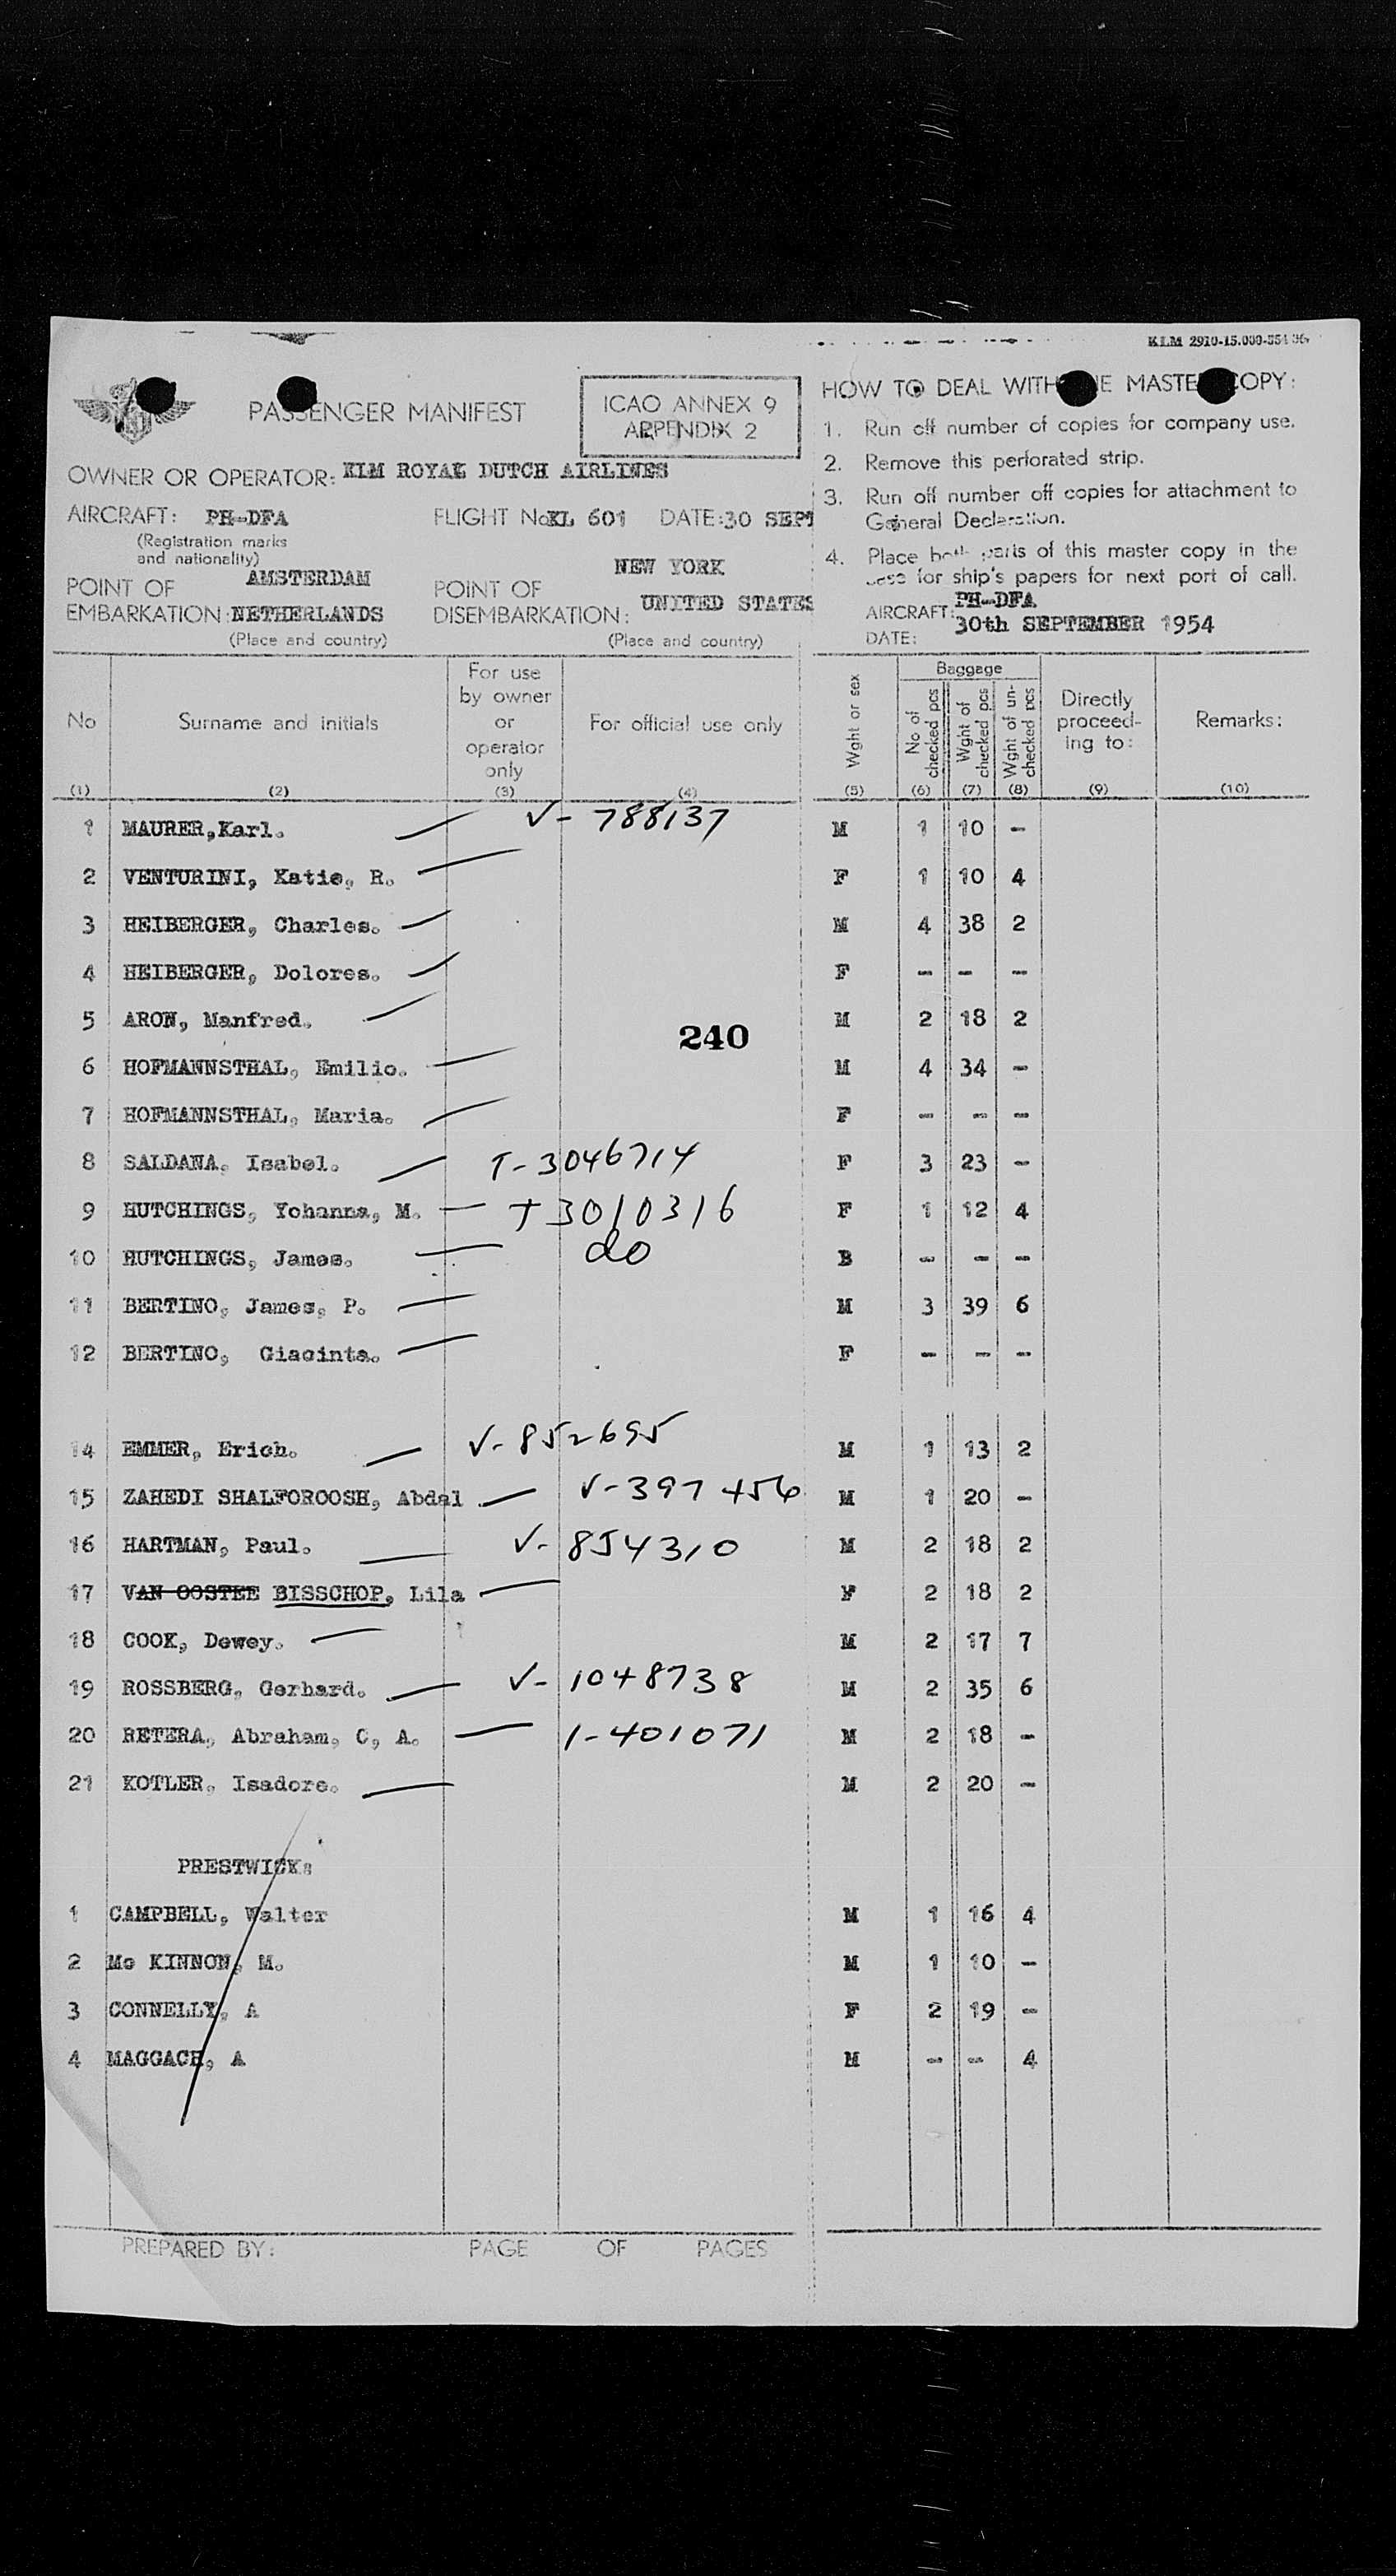 KLM 2910-15.000-354
PASSENGER MANIFEST
ICAO ANNEX 9
APPENDIX 2
OWNER OR OPERATOR: KLM ROYAL DUTCH AIRLINES
AIRCRAFT: PH-DFA
(Registration marks
and nationality)
FLIGHT No KL 601 DATE: 30 SEPT
POINT OF
EMBARKATION: AMSTERDAM
NETHERLANDS
(Place and country)
POINT OF
DISEMBARKATION: NEW YORK
UNITED STATES
(Place and country)
HOW TO DEAL WITH THE MASTER COPY:
1. Run off number of copies for company use.
2. Remove this perforated strip.
3. Run off number off copies for attachment to
General Declaration.
4. Place both parts of this master copy in the
case for ship's papers for next port of call.
AIRCRAFT: PH-DFA
DATE: 30th SEPTEMBER 1954
No
(1)
Surname and initials
(2)
For use
by owner
or
operator
only
(3)
For official use only
(4)
Wght or sex
(5)
Baggage
No of
checked pcs
(6)
Wght of
checked pcs
(7)
Wght of un-
checked pcs
(8)
Directly
proceed-
ing to:
(9)
Remarks:
(10)
1 MAURER,Karl. V- 788137 M 1 10 -
2 VENTURINI, Katie, R. F 1 10 4
3 HEIBERGER, Charles. M 4 38 2
4 HEIBERGER, Dolores. F - - -
5 ARON, Manfred. M 2 18 2
240
6 HOFMANNSTHAL, Emilio. M 4 34 -
7 HOFMANNSTHAL, Maria. F - - -
8 SALDANA, Isabel. T-3046714 F 3 23 -
9 HUTCHINGS, Yohanna, M. T 3010316 F 1 12 4
10 HUTCHINGS, James. do B - - -
11 BERTINO, James, P. M 3 39 6
12 BERTINO, Giacinta. F - - -
14 EMMER, Erich. V-852695 M 1 13 2
15 ZAHEDI SHALFOROOSH, Abdal V-397456 M 1 20 -
16 HARTMAN, Paul. V- 854310 M 2 18 2
17 VAN OOSTEE BISSCHOP, Lila F 2 18 2
18 COOK, Dewey. M 2 17 7
19 ROSSBERG, Gerhard. V- 1048738 M 2 35 6
20 RETERA, Abraham, C, A. 1-401071 M 2 18 -
21 KOTLER, Isadore. M 2 20 -
PRESTWICK:
1 CAMPBELL, Walter M 1 16 4
2 Mc KINNON, M. M 1 10 -
3 CONNELLY, A F 2 19 -
4 MAGGACH, A M - - 4
PREPARED BY:
PAGE OF PAGES